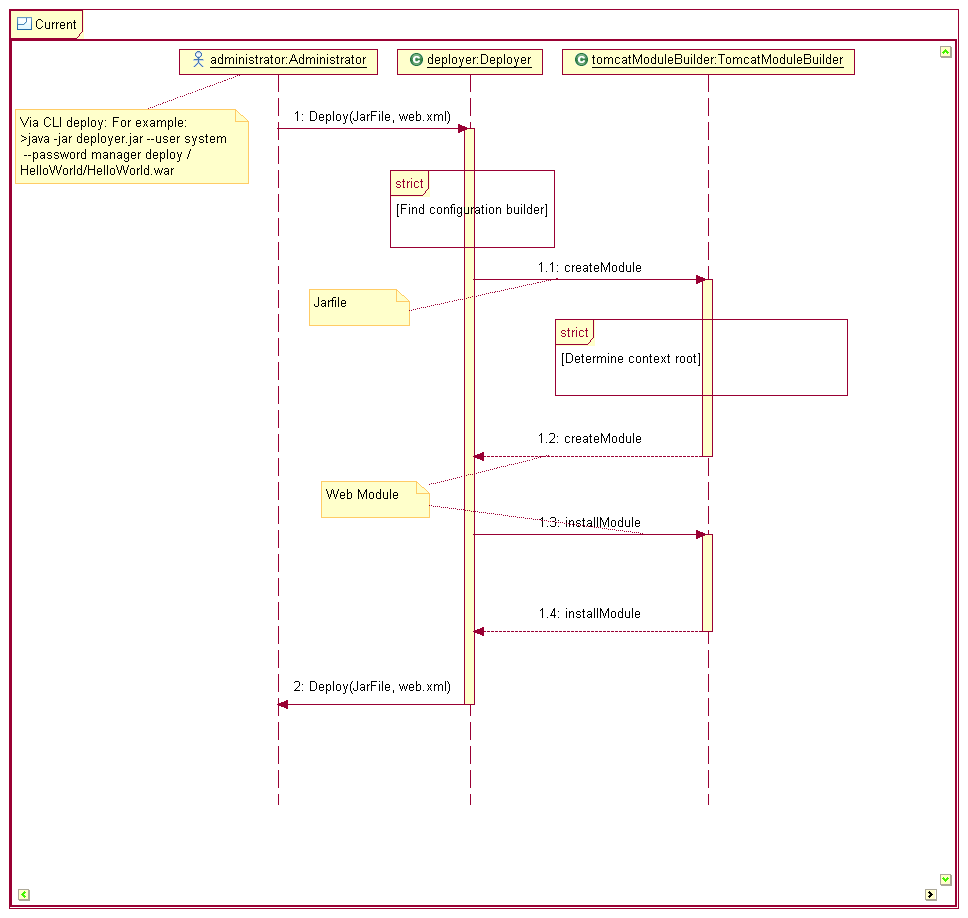 Current
administrator:Administrator
deployer:Deployer
tomcatModuleBuilder:TomcatModuleBuilder
Via CLI deploy: For example:
>java -jar deployer.jar --user system
--password manager deploy /
HelloWorld/HelloWorld.war
1: Deploy(JarFile, web.xml)
strict
[Find configuration builder]
1.1: createModule
Jarfile
strict
[Determine context root]
1.2: createModule
Web Module
1.3: installModule
1.4: installModule
2: Deploy(JarFile, web.xml)